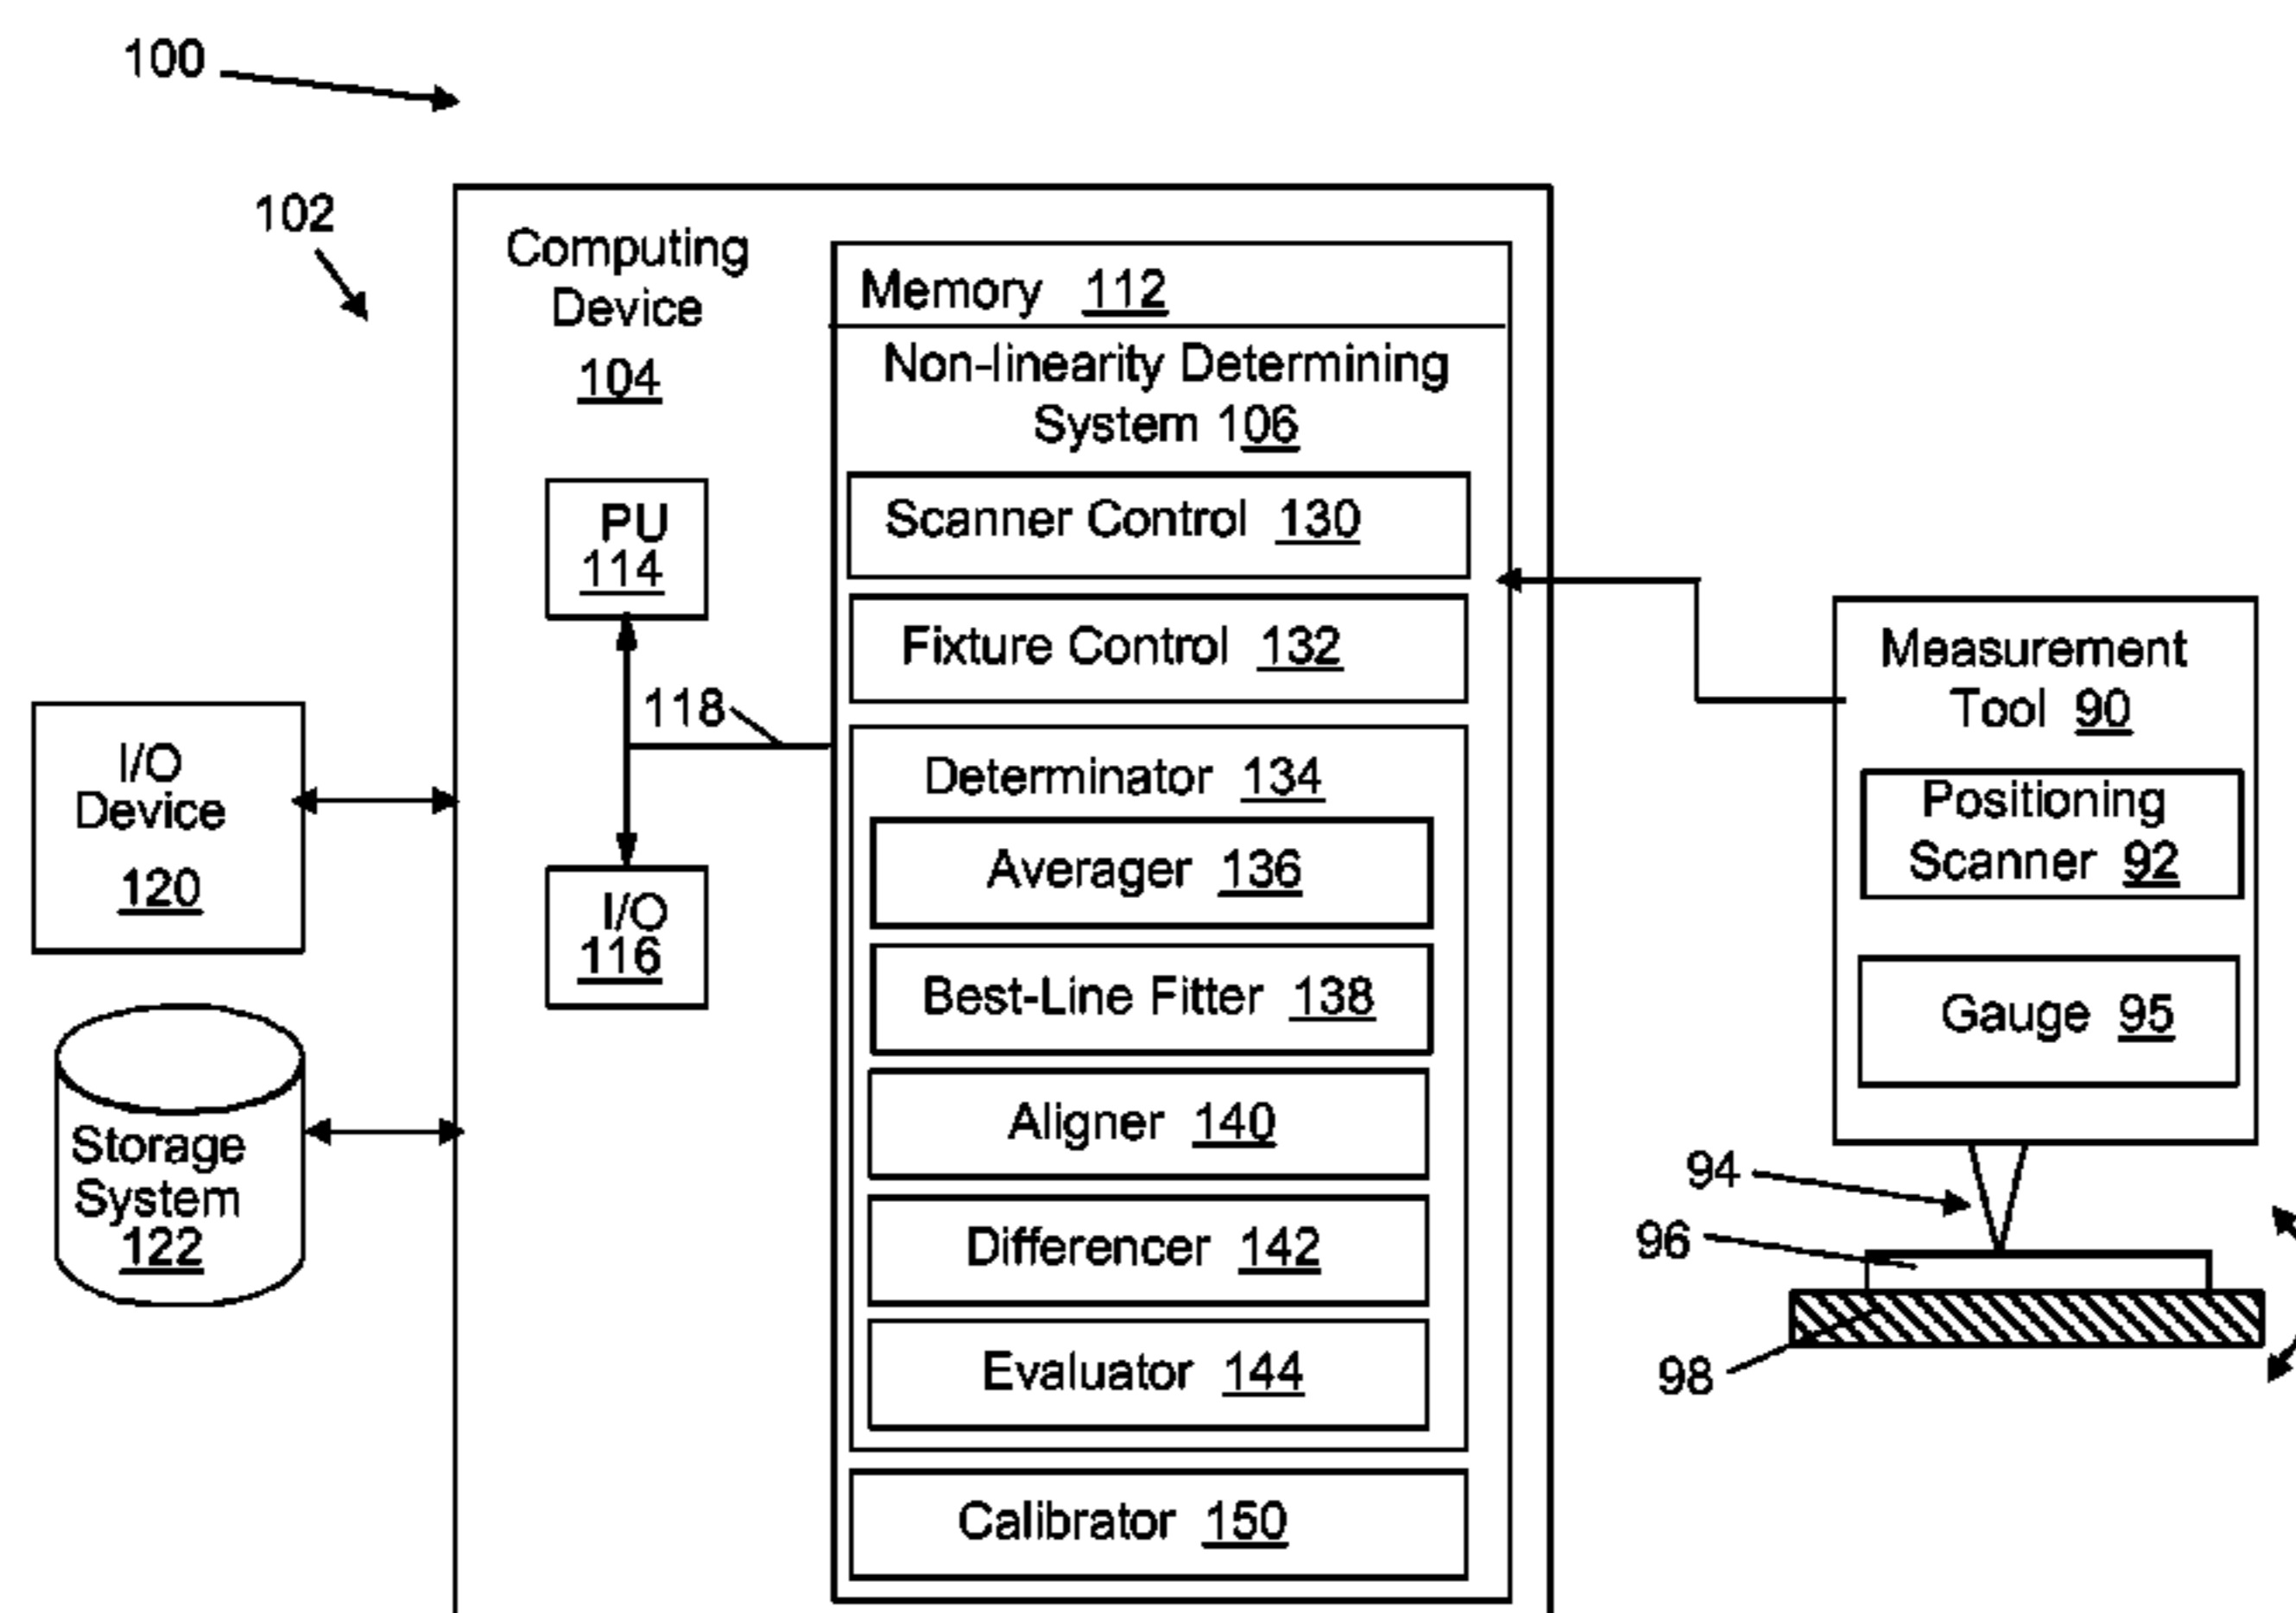 100
102
Computing
Device
104
Memory 112
Non-linearity Determining
System 106
Scanner Control 130
PU
114
Fixture Control 132
118
Determinator 134
Averager 136
I/O
116
Best-Line Fitter 138
Aligner 140
Differencer 142
Evaluator 144
Calibrator 150
I/O
Device
120
Storage
System
122
Measurement
Tool 90
Positioning
Scanner 92
Gauge 95
94
96
98